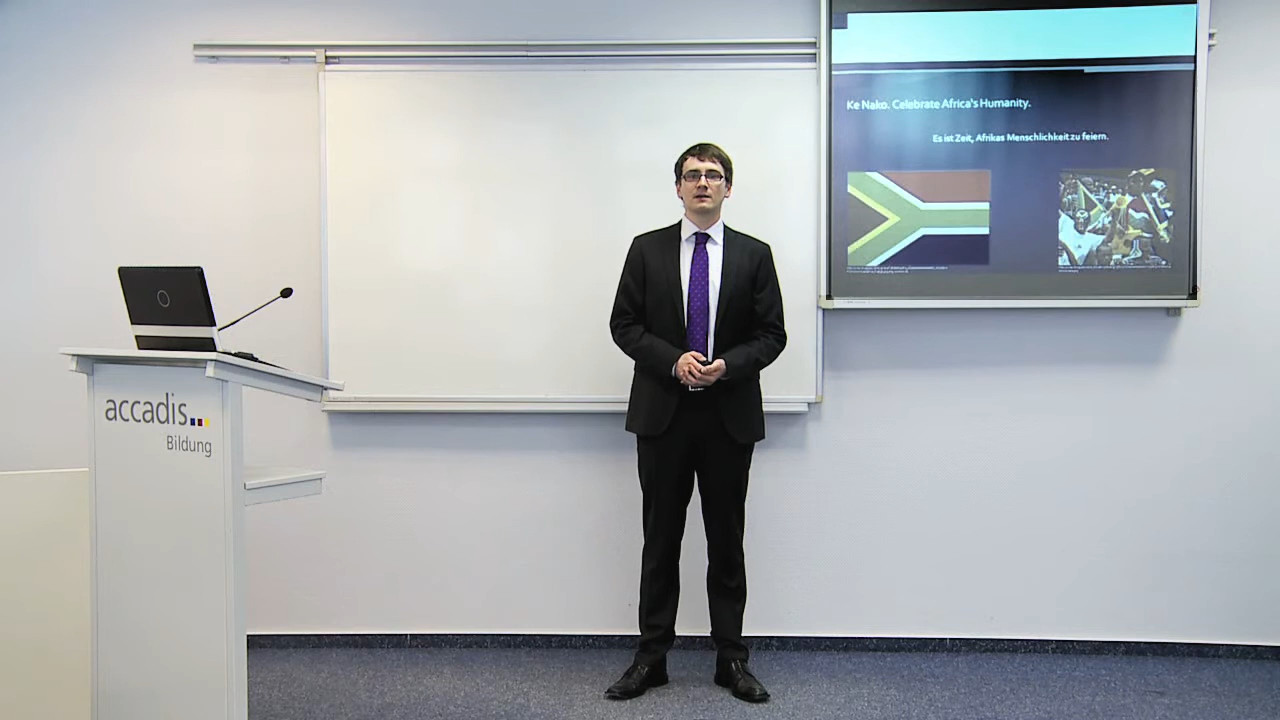 Ke Nako. Celebrate Africa's Humanity.
Es ist Zeit, Afrikas Menschlichkeit zu feiern.
accadis
Bildung